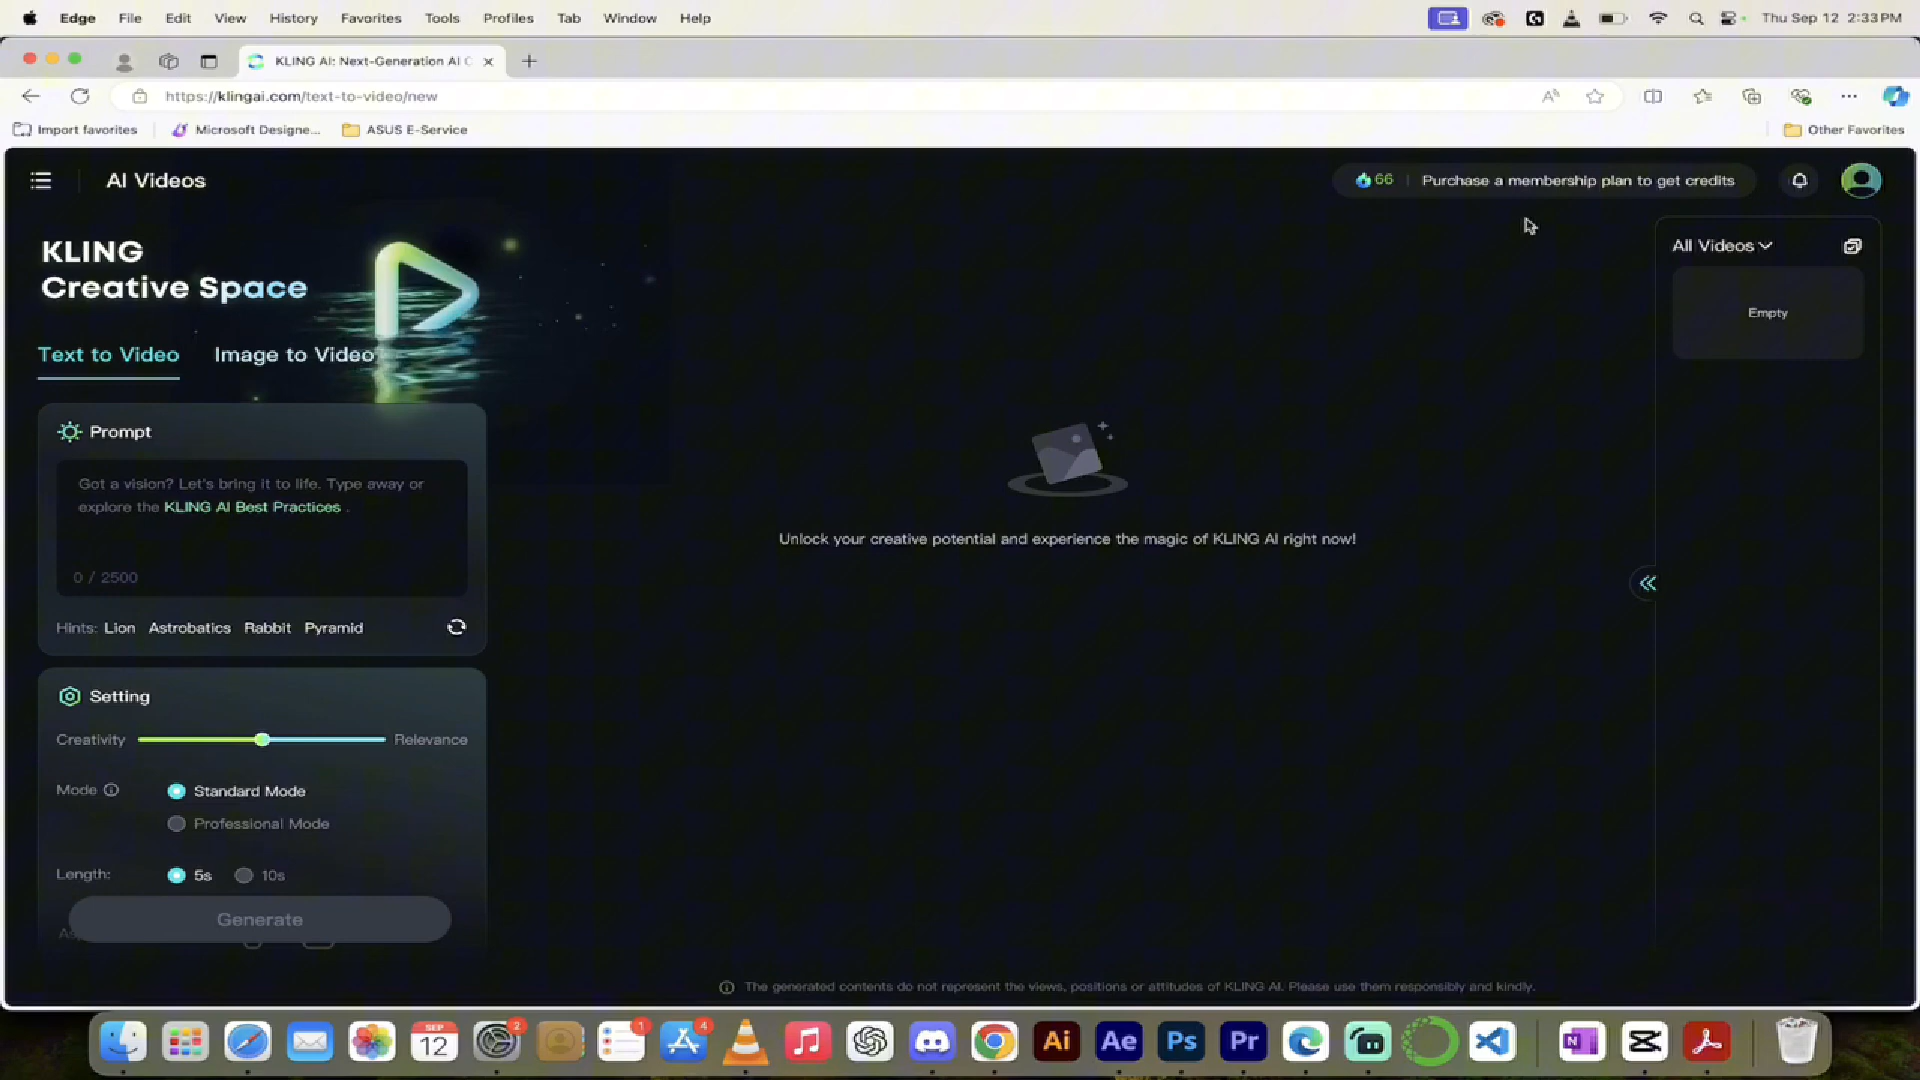 Edge File Edit View History Favorites Tools Profiles Tab Window Help Thu Sep 12 2:33 PM
KLING AI: Next-Generation AI C
https://klingai.com/text-to-video/new
Import favorites Microsoft Designe... ASUS E-Service Other Favorites
AI Videos 66 Purchase a membership plan to get credits
KLING
Creative Space
All Videos
Empty
Text to Video Image to Video
Prompt
Got a vision? Let's bring it to life. Type away or
explore the KLING AI Best Practices .
0 / 2500
Hints: Lion Astrobatics Rabbit Pyramid
Unlock your creative potential and experience the magic of KLING AI right now!
Setting
Creativity Relevance
Mode Standard Mode
Professional Mode
Length: 5s 10s
Generate
The generated contents do not represent the views, positions or attitudes of KLING AI. Please use them responsibly and kindly.
SEP
12
2
1
4
Ai Ae Ps Pr N